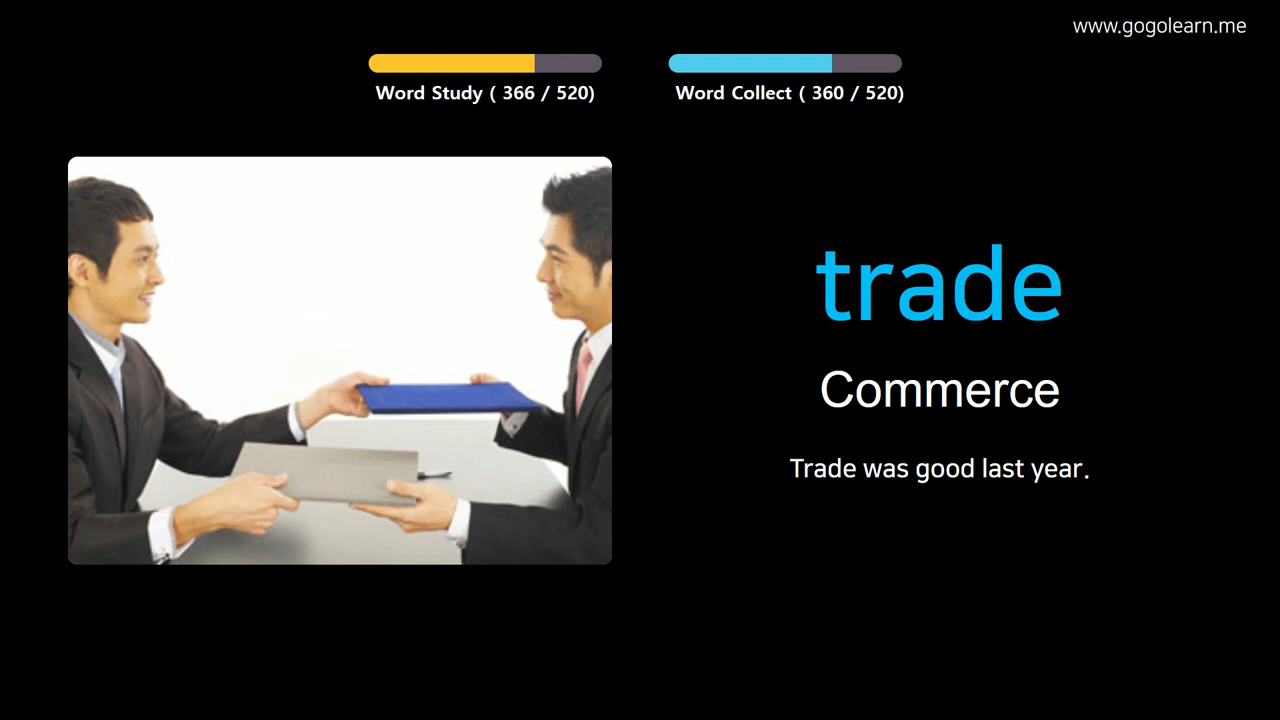 www.gogolearn.me
Word Study ( 366 / 520)
Word Collect ( 360 / 520)
trade
Commerce
Trade was good last year.